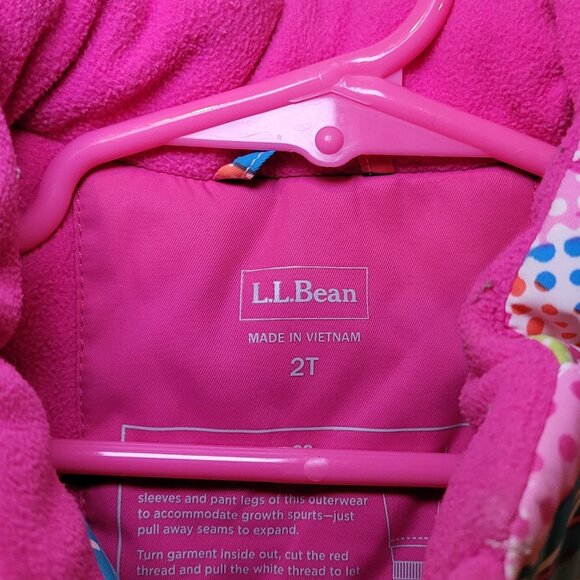 L.L.Bean
MADE IN VIETNAM
2T
sleeves and pant legs of this outerwear
to accommodate growth spurts—just
pull away seams to expand.
Turn garment inside out, cut the red
thread and pull the white thread to let